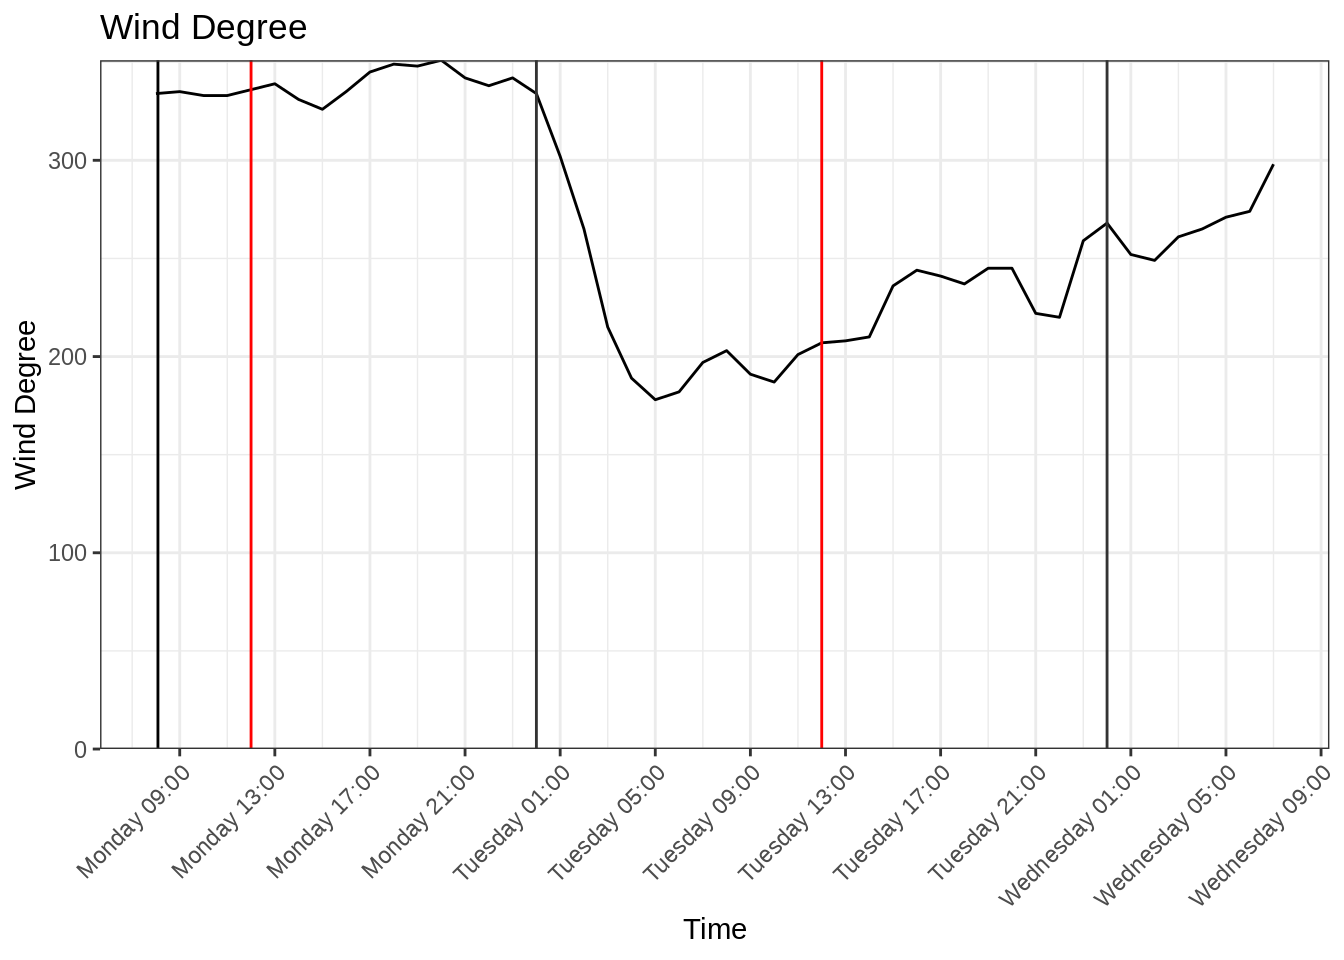 Wind Degree
Wind Degree
300
200
100
0
Monday 09:00
Monday 13:00
Monday 17:00
Monday 21:00
Tuesday 01:00
Tuesday 05:00
Tuesday 09:00
Tuesday 13:00
Tuesday 17:00
Tuesday 21:00
Wednesday 01:00
Wednesday 05:00
Wednesday 09:00
Time